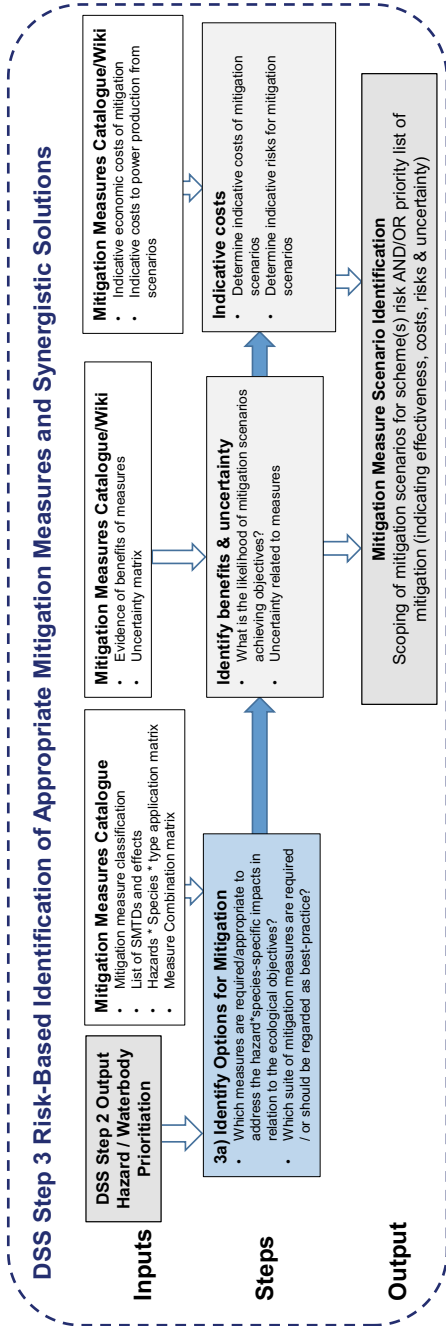 DSS Step 3 Risk-Based Identification of Appropriate Mitigation Measures and Synergistic Solutions
Inputs
DSS Step 2 Output
Hazard / Waterbody
Prioritiation
Mitigation Measures Catalogue
• Mitigation measure classification
• List of SMTDs and effects
• Hazards * Species * type application matrix
• Measure Combination matrix
Mitigation Measures Catalogue/Wiki
• Evidence of benefits of measures
• Uncertainty matrix
Mitigation Measures Catalogue/Wiki
• Indicative economic costs of mitigation
• Indicative costs to power production from
scenarios
Steps
3a) Identify Options for Mitigation
• Which measures are required/appropriate to
address the hazard*species-specific impacts in
relation to the ecological objectives?
• Which suite of mitigation measures are required
/ or should be regarded as best-practice?
Identify benefits & uncertainty
• What is the likelihood of mitigation scenarios
achieving objectives?
• Uncertainty related to measures
Indicative costs
• Determine indicative costs of mitigation
scenarios
• Determine indicative risks for mitigation
scenarios
Output
Mitigation Measure Scenario Identification
Scoping of mitigation scenarios for scheme(s) risk AND/OR priority list of
mitigation (indicating effectiveness, costs, risks & uncertainty)